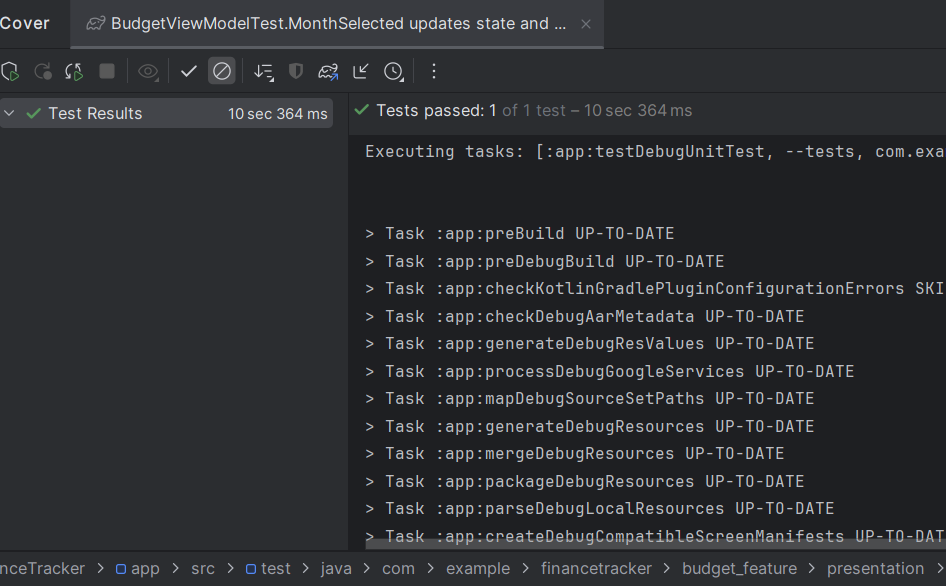 Cover
BudgetViewModelTest.MonthSelected updates state and ...
Test Results 10 sec 364 ms
Tests passed: 1 of 1 test – 10 sec 364 ms
Executing tasks: [:app:testDebugUnitTest, --tests, com.exa
> Task :app:preBuild UP-TO-DATE
> Task :app:preDebugBuild UP-TO-DATE
> Task :app:checkKotlinGradlePluginConfigurationErrors SKI
> Task :app:checkDebugAarMetadata UP-TO-DATE
> Task :app:generateDebugResValues UP-TO-DATE
> Task :app:processDebugGoogleServices UP-TO-DATE
> Task :app:mapDebugSourceSetPaths UP-TO-DATE
> Task :app:generateDebugResources UP-TO-DATE
> Task :app:mergeDebugResources UP-TO-DATE
> Task :app:packageDebugResources UP-TO-DATE
> Task :app:parseDebugLocalResources UP-TO-DATE
> Task :app:createDebugCompatibleScreenManifests UP-TO-DAT
nceTracker > app > src > test > java > com > example > financetracker > budget_feature > presentation >